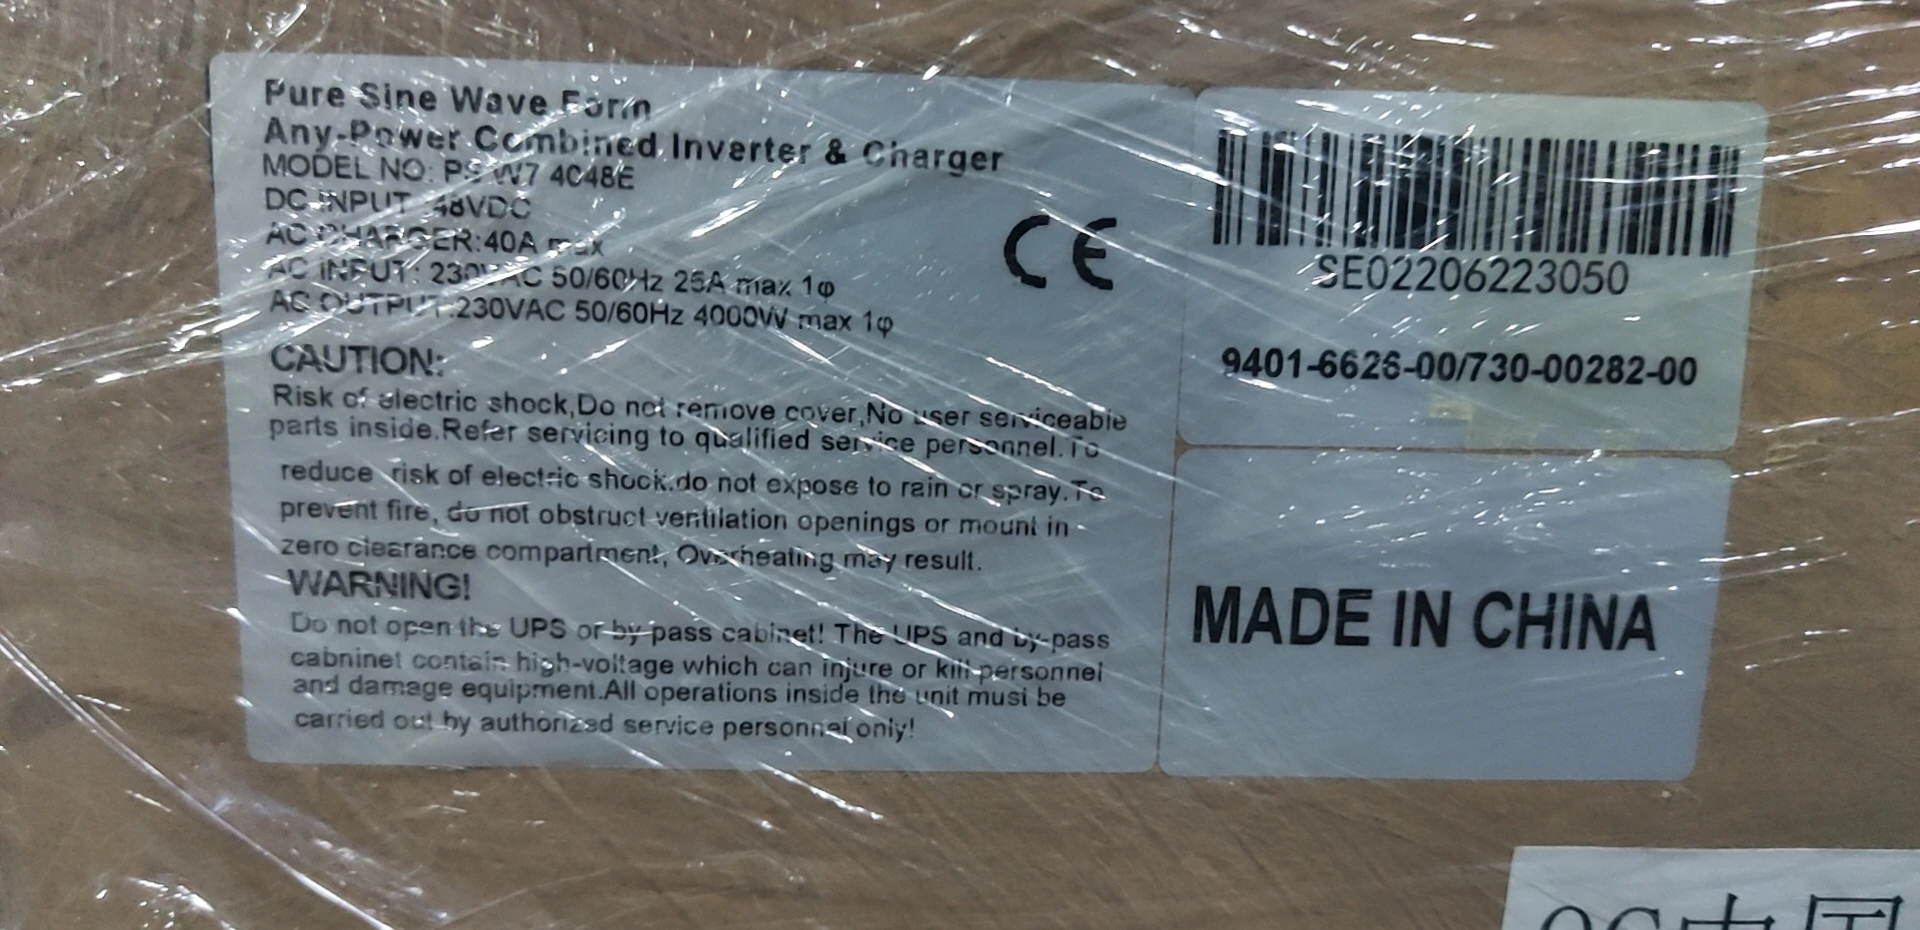 Pure Sine Wave Form
Any-Power Combined Inverter & Charger
MODEL NO: PS W7 4048E
DC INPUT 48VDC
AC CHARGER:40A max
AC INPUT: 230VAC 50/60Hz 25A max 1φ
AC OUTPUT:230VAC 50/60Hz 4000W max 1φ
CE
CAUTION:
Risk of electric shock,Do not remove cover,No user serviceable
parts inside.Refer servicing to qualified service personnel.To
reduce risk of electric shock.do not expose to rain or spray.To
prevent fire, do not obstruct ventilation openings or mount in
zero clearance compartment, Overheating may result.
WARNING!
Do not open the UPS or by-pass cabinet! The UPS and by-pass
cabninet contain high-voltage which can injure or kill personnel
and damage equipment.All operations inside the unit must be
carried out by authorized service personnel only!
SE02206223050
9401-6626-00/730-00282-00
MADE IN CHINA
中国